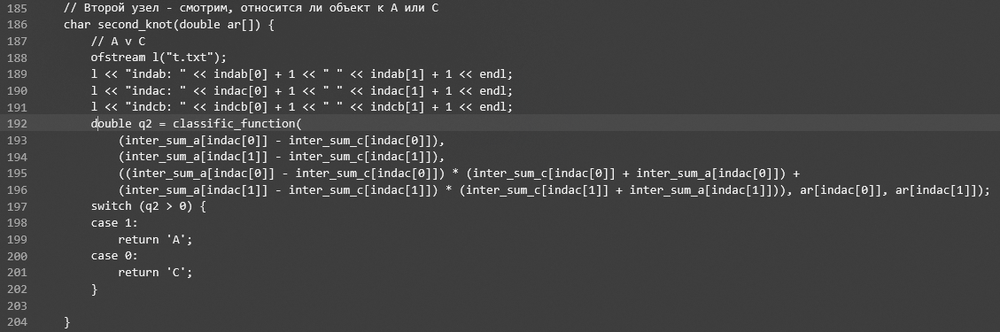 185 // Второй узел - смотрим, относится ли объект к A или C
186 char second_knot(double ar[]) {
187 // A v C
188 ofstream l("t.txt");
189 l << "indab: " << indab[0] + 1 << " " << indab[1] + 1 << endl;
190 l << "indac: " << indac[0] + 1 << " " << indac[1] + 1 << endl;
191 l << "indcb: " << indcb[0] + 1 << " " << indcb[1] + 1 << endl;
192 double q2 = classific_function(
193 (inter_sum_a[indac[0]] - inter_sum_c[indac[0]]),
194 (inter_sum_a[indac[1]] - inter_sum_c[indac[1]]),
195 ((inter_sum_a[indac[0]] - inter_sum_c[indac[0]]) * (inter_sum_c[indac[0]] + inter_sum_a[indac[0]]) +
196 (inter_sum_a[indac[1]] - inter_sum_c[indac[1]]) * (inter_sum_c[indac[1]] + inter_sum_a[indac[1]])), ar[indac[0]], ar[indac[1]]);
197 switch (q2 > 0) {
198 case 1:
199 return 'A';
200 case 0:
201 return 'C';
202 }
203
204 }